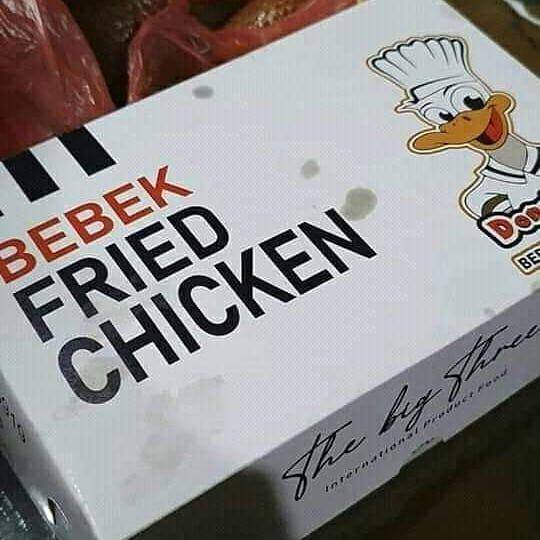 BEBEK
FRIED
CHICKEN
The big Three
International Product Food